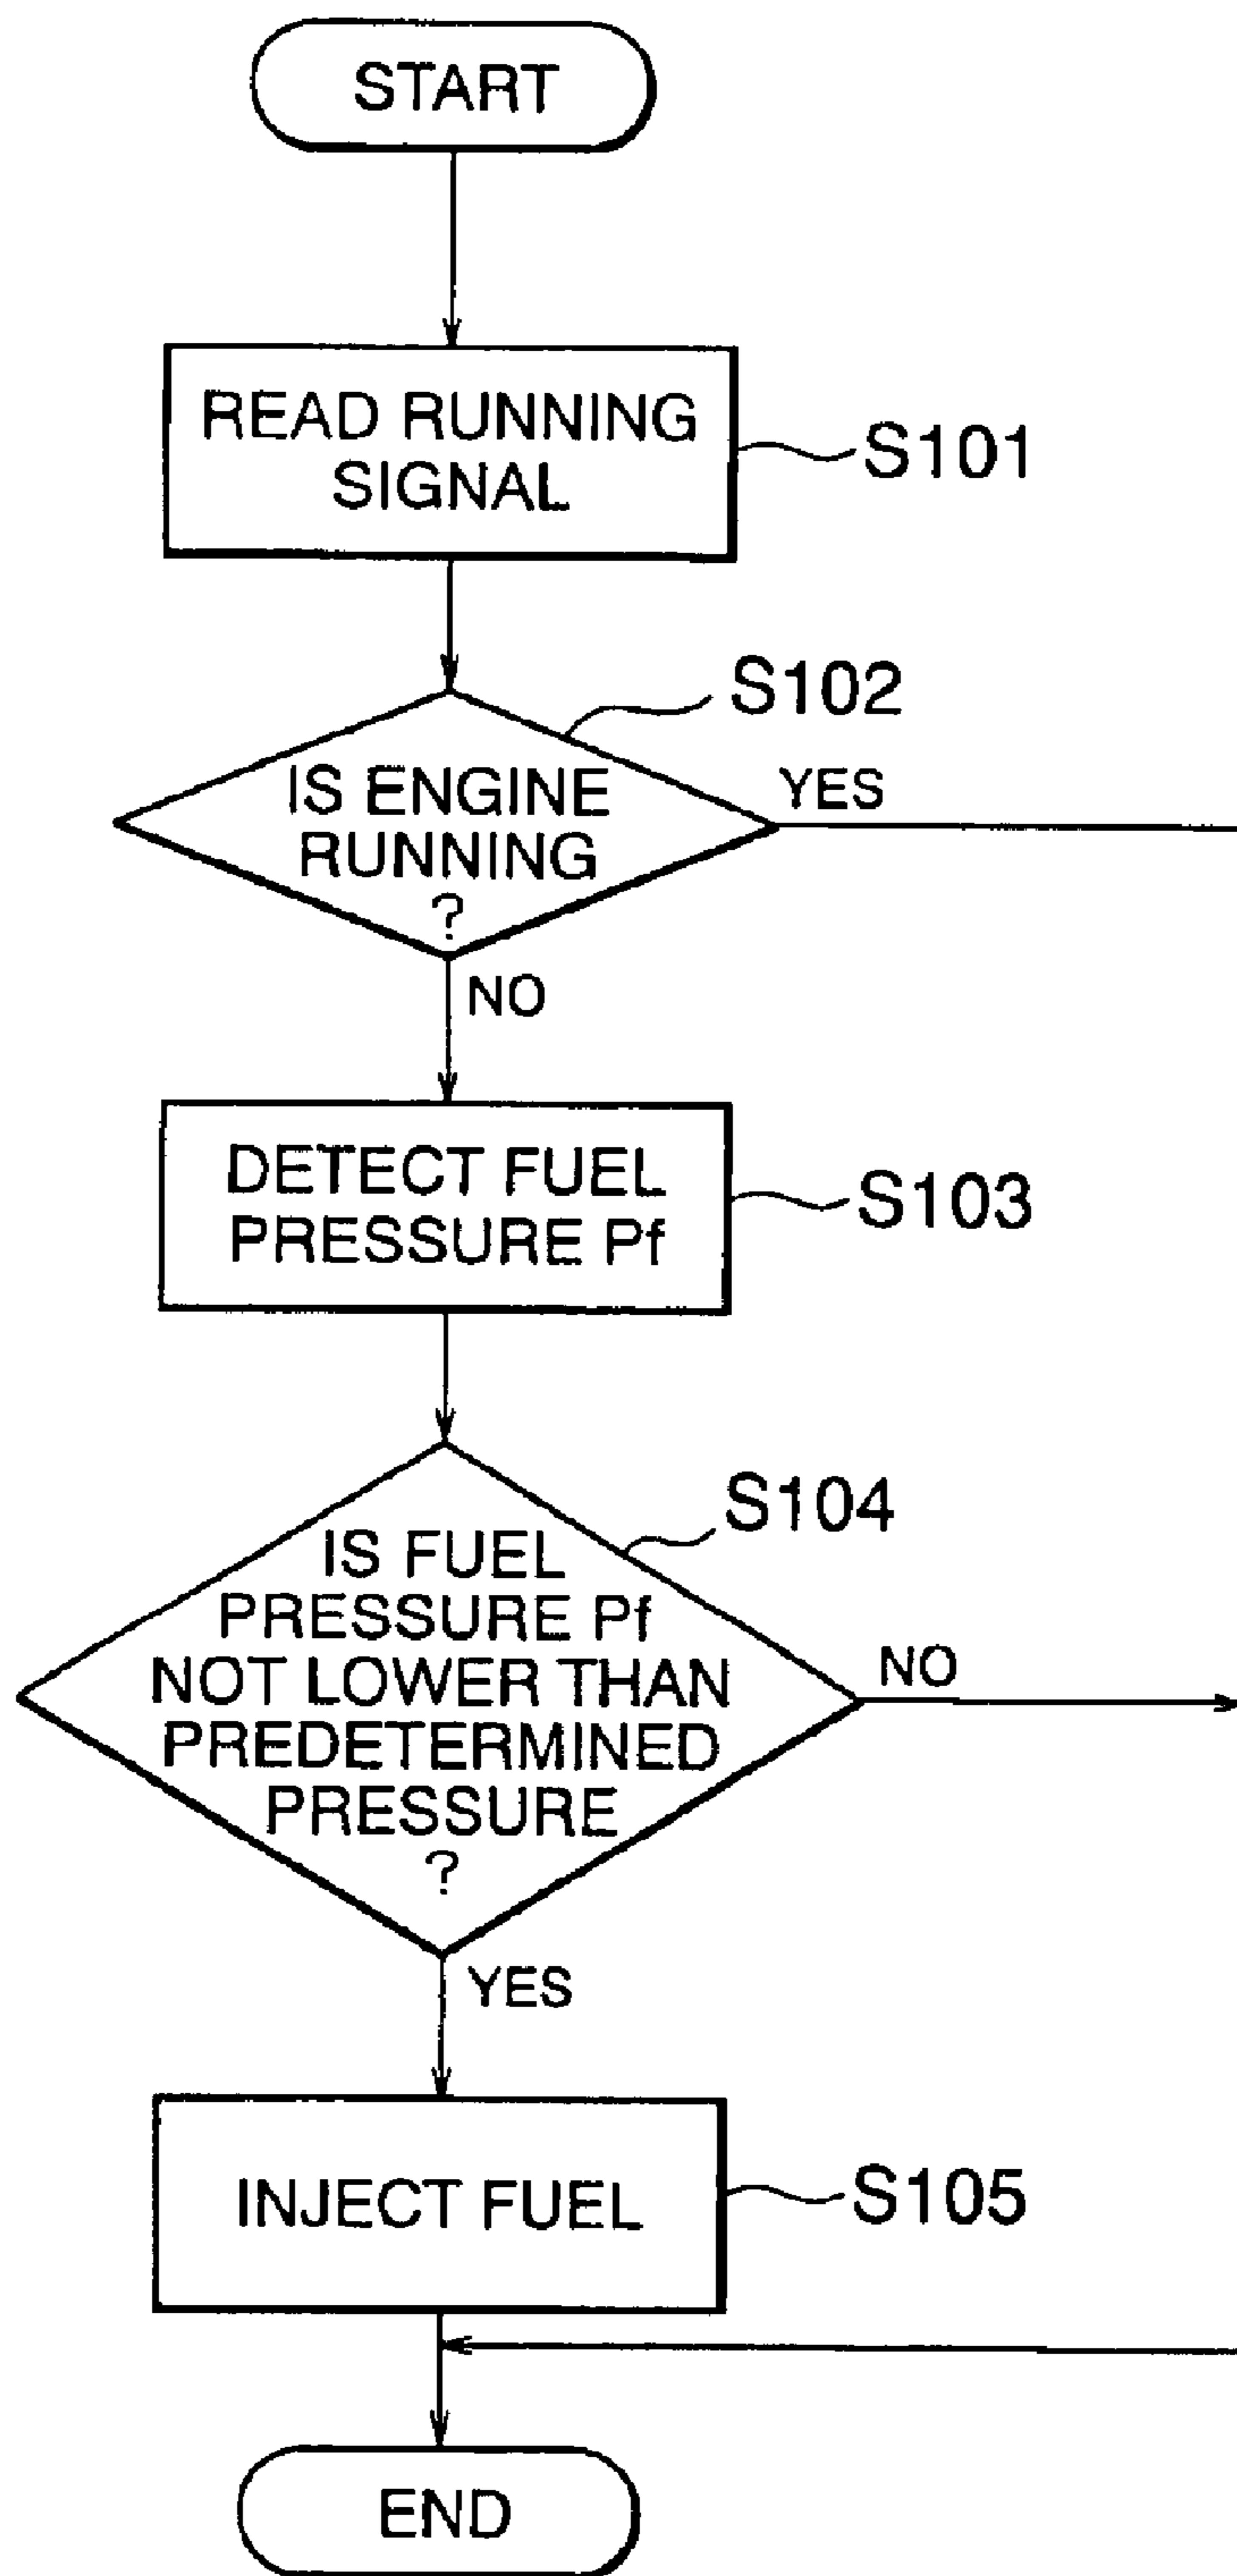 START
READ RUNNING
SIGNAL
S101
S102
IS ENGINE
RUNNING
?
YES
NO
DETECT FUEL
PRESSURE Pf
S103
S104
IS FUEL
PRESSURE Pf
NOT LOWER THAN
PREDETERMINED
PRESSURE
?
NO
YES
INJECT FUEL
S105
END